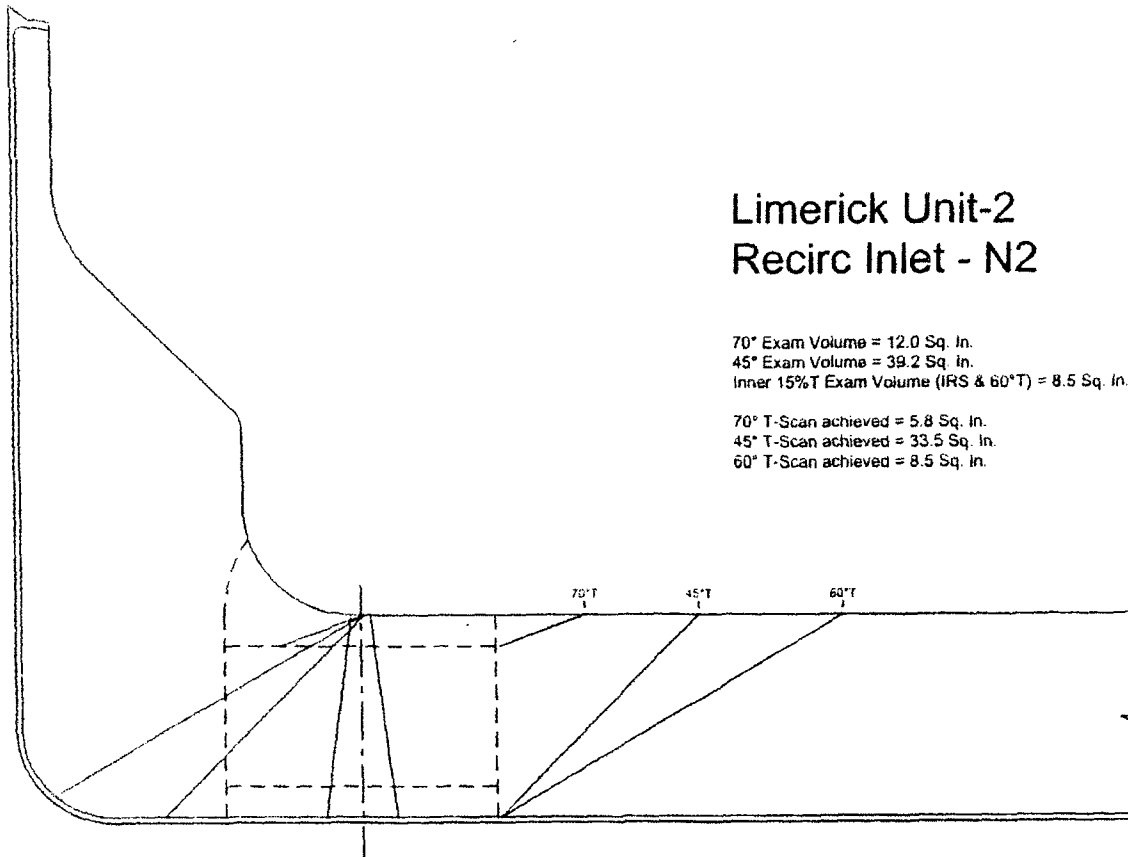 Limerick Unit-2
Recirc Inlet - N2
70° Exam Volume = 12.0 Sq. In.
45° Exam Volume = 39.2 Sq. In.
Inner 15%T Exam Volume (IRS & 60°T) = 8.5 Sq. In.
70° T-Scan achieved = 5.8 Sq. In.
45° T-Scan achieved = 33.5 Sq. In.
60° T-Scan achieved = 8.5 Sq. In.
70°T 45°T 60°T